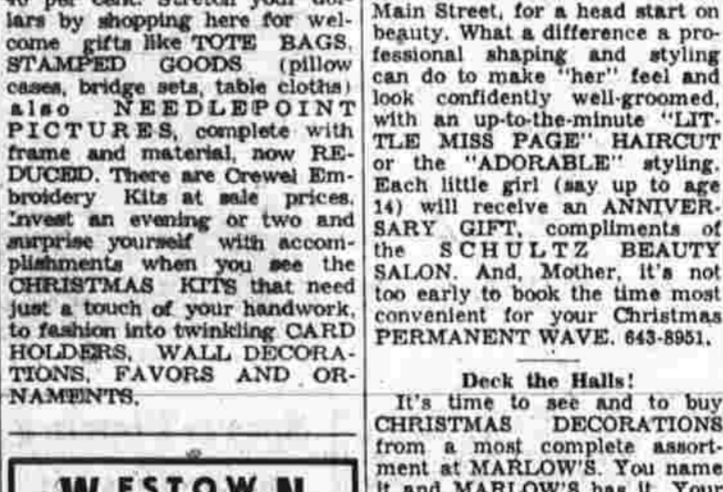 40 per cent. Stretch your dol-
lars by shopping here for wel-
come gifts like TOTE BAGS,
STAMPED GOODS (pillow
cases, bridge sets, table cloths)
also NEEDLEPOINT
PICTURES, complete with
frame and material, now RE-
DUCED. There are Crewel Em-
broidery Kits at sale prices.
Invest an evening or two and
surprise yourself with accom-
plishments when you see the
CHRISTMAS KITS that need
just a touch of your handwork,
to fashion into twinkling CARD
HOLDERS, WALL DECORA-
TIONS, FAVORS AND OR-
NAMENTS.
WESTOWN
Main Street, for a head start on
beauty. What a difference a pro-
fessional shaping and styling
can do to make "her" feel and
look confidently well-groomed
with an up-to-the-minute "LIT-
TLE MISS PAGE" HAIRCUT
or the "ADORABLE" styling.
Each little girl (say up to age
14) will receive an ANNIVER-
SARY GIFT, compliments of
the SCHULTZ BEAUTY
SALON. And, Mother, it's not
too early to book the time most
convenient for your Christmas
PERMANENT WAVE. 643-8951.
Deck the Halls!
It's time to see and to buy
CHRISTMAS DECORATIONS
from a most complete assort-
ment at MARLOW'S. You name
it and MARLOW'S has it. Your